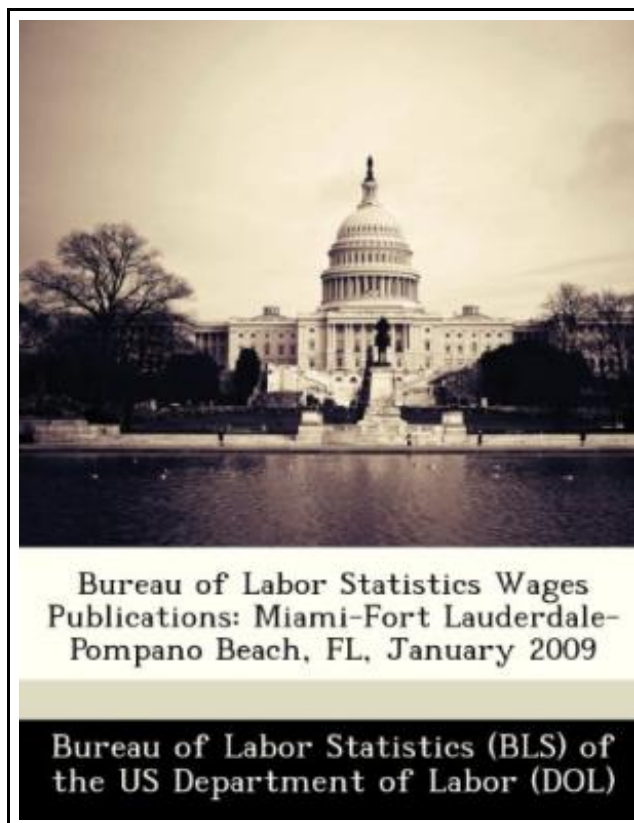 Bureau of Labor Statistics Wages
Publications: Miami-Fort Lauderdale-
Pompano Beach, FL, January 2009
Bureau of Labor Statistics (BLS) of
the US Department of Labor (DOL)